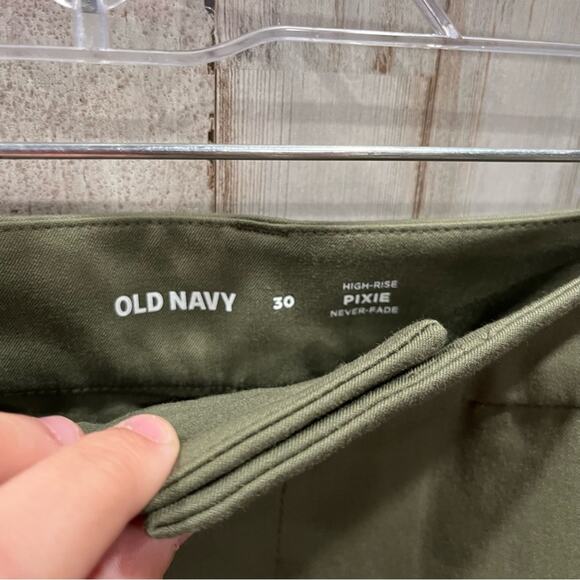 OLD NAVY 30
HIGH-RISE
PIXIE
NEVER-FADE